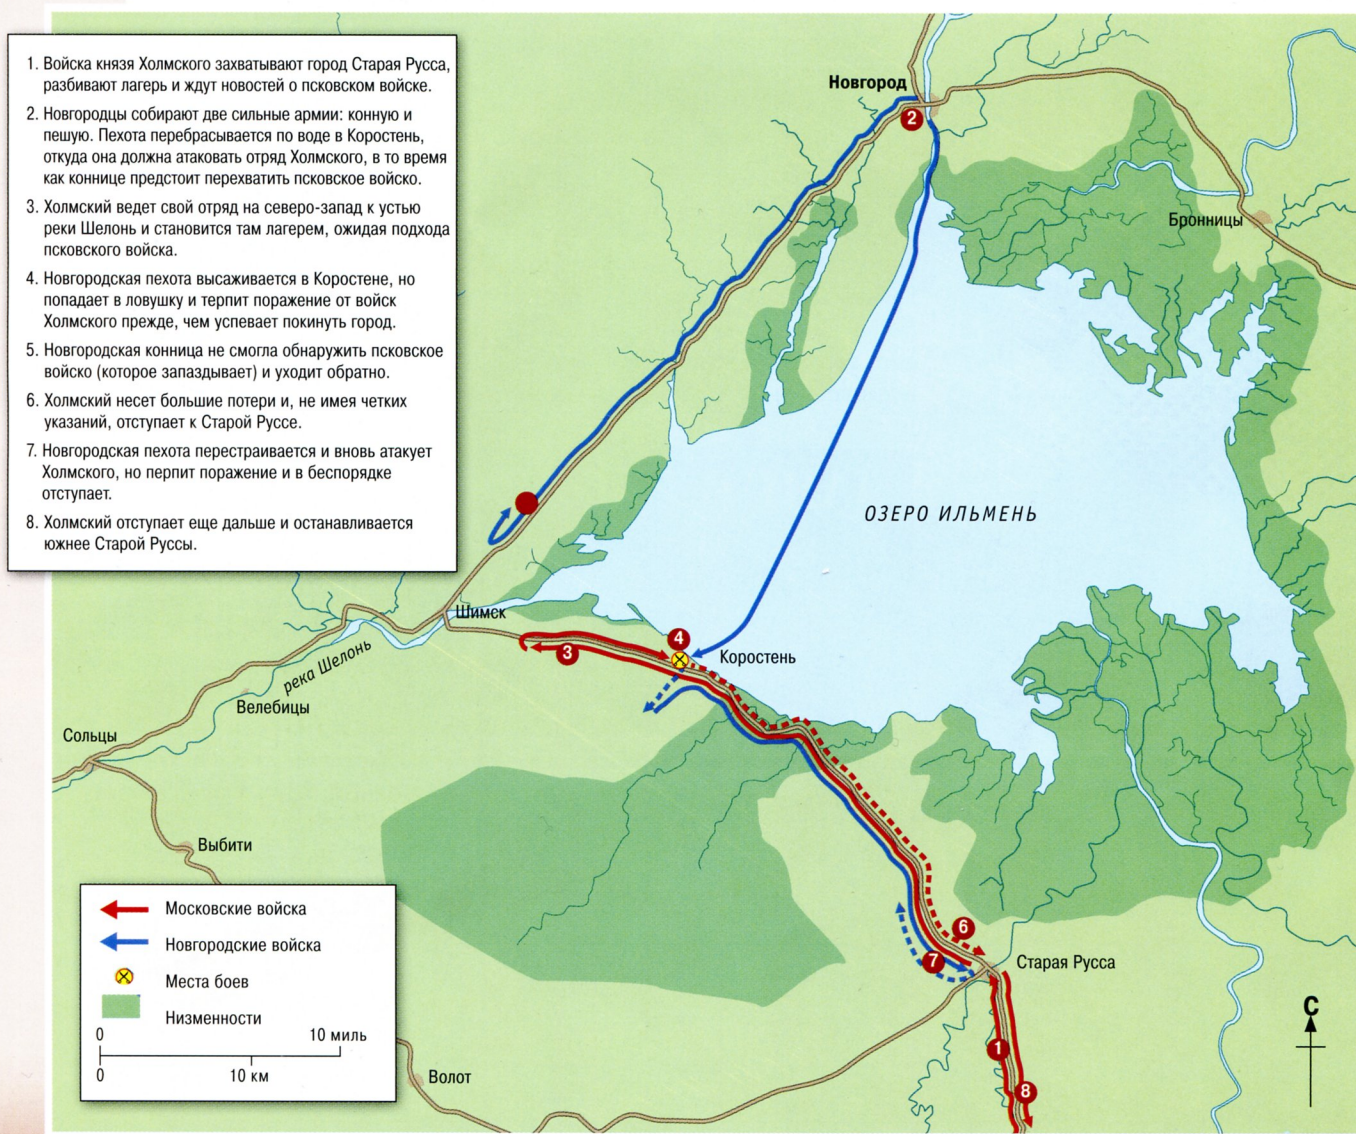 1. Войска князя Холмского захватывают город Старая Русса,
разбивают лагерь и ждут новостей о псковском войске.
2. Новгородцы собирают две сильные армии: конную и
пешую. Пехота перебрасывается по воде в Коростень,
откуда она должна атаковать отряд Холмского, в то время
как коннице предстоит перехватить псковское войско.
3. Холмский ведет свой отряд на северо-запад к устью
реки Шелонь и становится там лагерем, ожидая подхода
псковского войска.
4. Новгородская пехота высаживается в Коростене, но
попадает в ловушку и терпит поражение от войск
Холмского прежде, чем успевает покинуть город.
5. Новгородская конница не смогла обнаружить псковское
войско (которое запаздывает) и уходит обратно.
6. Холмский несет большие потери и, не имея четких
указаний, отступает к Старой Руссе.
7. Новгородская пехота перестраивается и вновь атакует
Холмского, но перпит поражение и в беспорядке
отступает.
8. Холмский отступает еще дальше и останавливается
южнее Старой Руссы.
Новгород
2
Бронницы
ОЗЕРО ИЛЬМЕНЬ
Шимск
4
3
Коростень
река Шелонь
Велебицы
Сольцы
Выбити
6
7
Старая Русса
1
8
Волот
С
Московские войска
Новгородские войска
Места боев
Низменности
0 10 миль
0 10 км